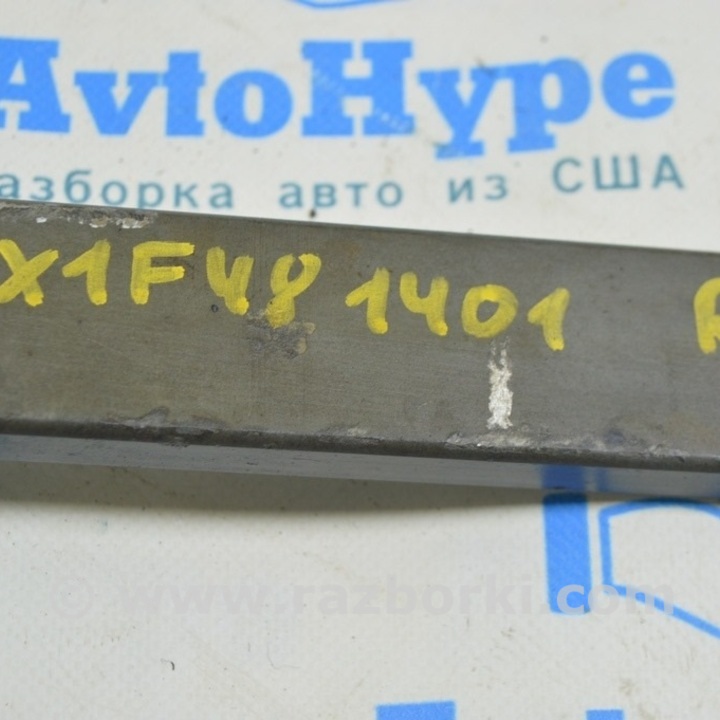 AvtoHype
азборка авто из США
X1F48 1401
© www.razborki.com